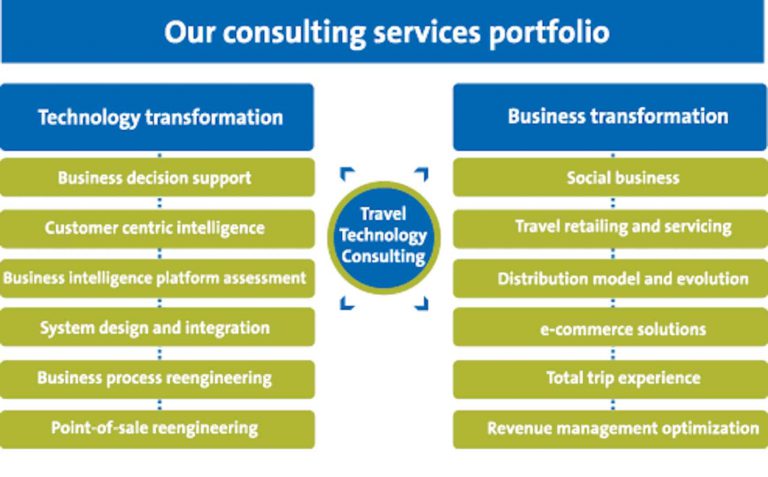 Our consulting services portfolio
Technology transformation
Business decision support
Customer centric intelligence
Business intelligence platform assessment
System design and integration
Business process reengineering
Point-of-sale reengineering
Travel
Technology
Consulting
Business transformation
Social business
Travel retailing and servicing
Distribution model and evolution
e-commerce solutions
Total trip experience
Revenue management optimization